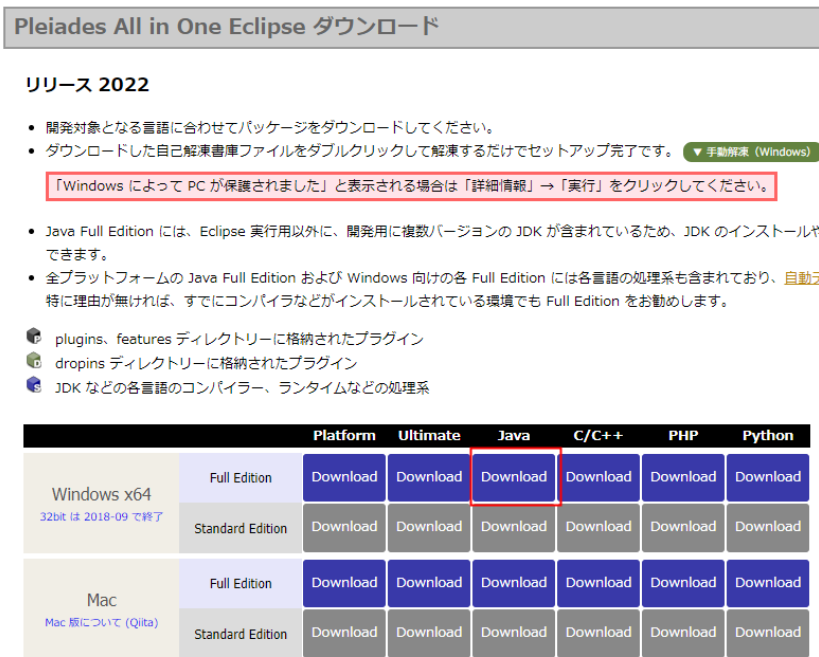 Pleiades All in One Eclipse ダウンロード
リリース 2022
開発対象となる言語に合わせてパッケージをダウンロードしてください。
ダウンロードした自己解凍書庫ファイルをダブルクリックして解凍するだけでセットアップ完了です。 ▼ 手動解凍（Windows）
「Windows によって PC が保護されました」と表示される場合は「詳細情報」→「実行」をクリックしてください。
Java Full Edition には、Eclipse 実行用以外に、開発用に複数バージョンの JDK が含まれているため、JDK のインストールや
できます。
全プラットフォームの Java Full Edition および Windows 向けの各 Full Edition には各言語の処理系も含まれており、自動デ
特に理由が無ければ、すでにコンパイラなどがインストールされている環境でも Full Edition をお勧めします。
plugins、features ディレクトリーに格納されたプラグイン
dropins ディレクトリーに格納されたプラグイン
JDK などの各言語のコンパイラー、ランタイムなどの処理系
Platform Ultimate Java C/C++ PHP Python
Windows x64
32bit は 2018-09 で終了
Full Edition Download Download Download Download Download Download
Standard Edition Download Download Download Download Download Download
Mac
Mac 版について (Qiita)
Full Edition Download Download Download Download Download Download
Standard Edition Download Download Download Download Download Download